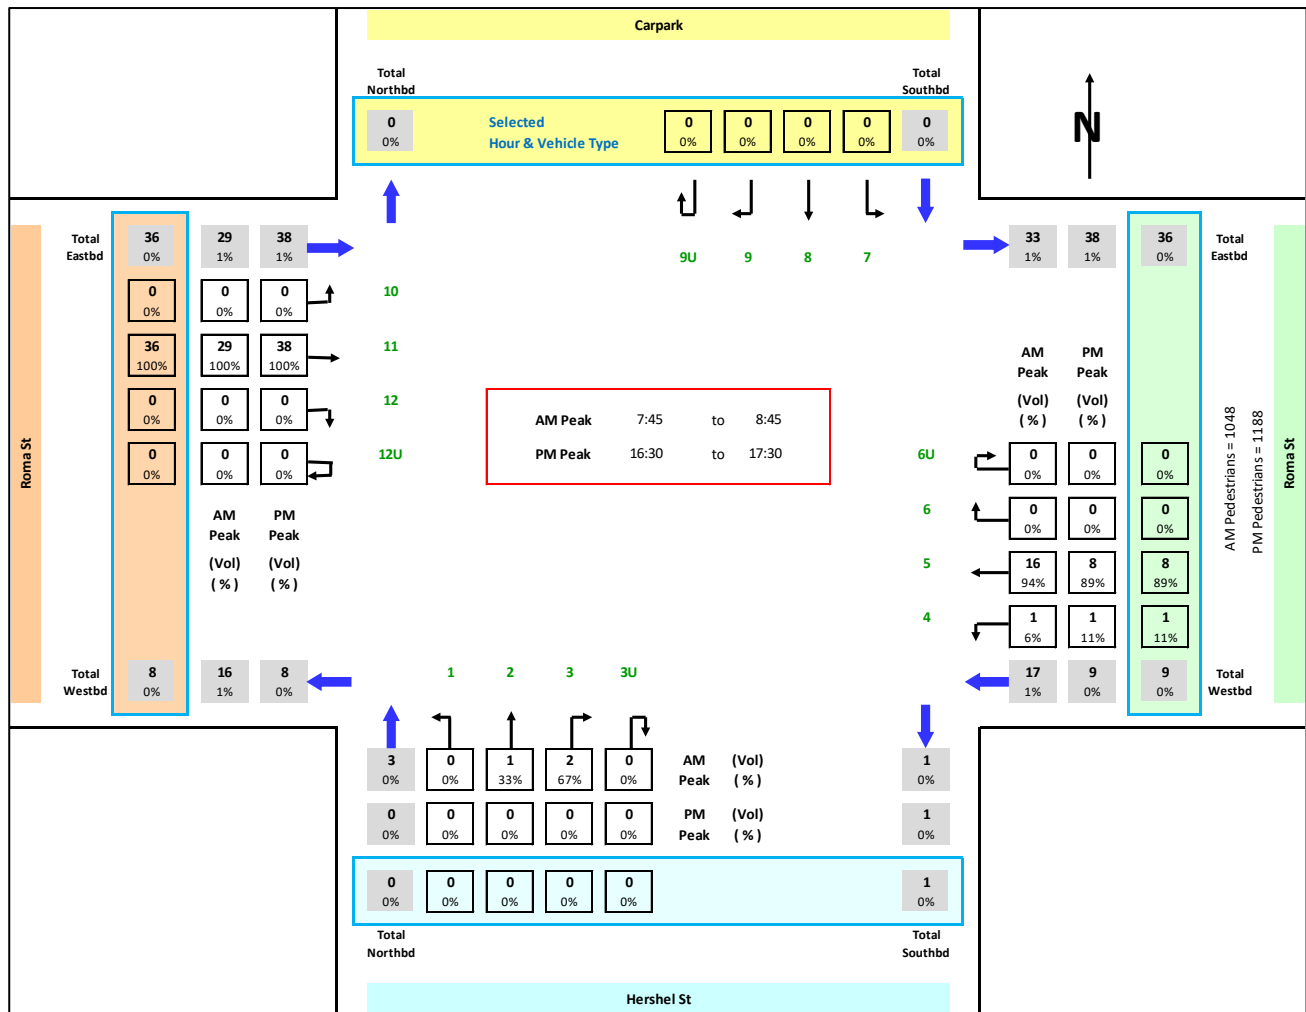 Carpark
Total
Northbd
Total
Southbd
0
0%
Selected
Hour & Vehicle Type
0
0%
0
0%
0
0%
0
0%
0
0%
N
Roma St
Total
Eastbd
36
0%
29
1%
38
1%
0
0%
0
0%
0
0%
10
36
100%
29
100%
38
100%
11
0
0%
0
0%
0
0%
12
0
0%
0
0%
0
0%
12U
AM
Peak
(Vol)
( % )
PM
Peak
(Vol)
( % )
Total
Westbd
8
0%
16
1%
8
0%
9U
9
8
7
AM Peak 7:45 to 8:45
PM Peak 16:30 to 17:30
33
1%
38
1%
36
0%
Total
Eastbd
AM
Peak
(Vol)
( % )
PM
Peak
(Vol)
( % )
6U
0
0%
0
0%
0
0%
6
0
0%
0
0%
0
0%
5
16
94%
8
89%
8
89%
4
1
6%
1
11%
1
11%
17
1%
9
0%
9
0%
Total
Westbd
AM Pedestrians = 1048
PM Pedestrians = 1188
Roma St
1
2
3
3U
3
0%
0
0%
1
33%
2
67%
0
0%
AM (Vol)
Peak ( % )
1
0%
0
0%
0
0%
0
0%
0
0%
0
0%
PM (Vol)
Peak ( % )
1
0%
0
0%
0
0%
0
0%
0
0%
0
0%
1
0%
Total
Northbd
Total
Southbd
Hershel St